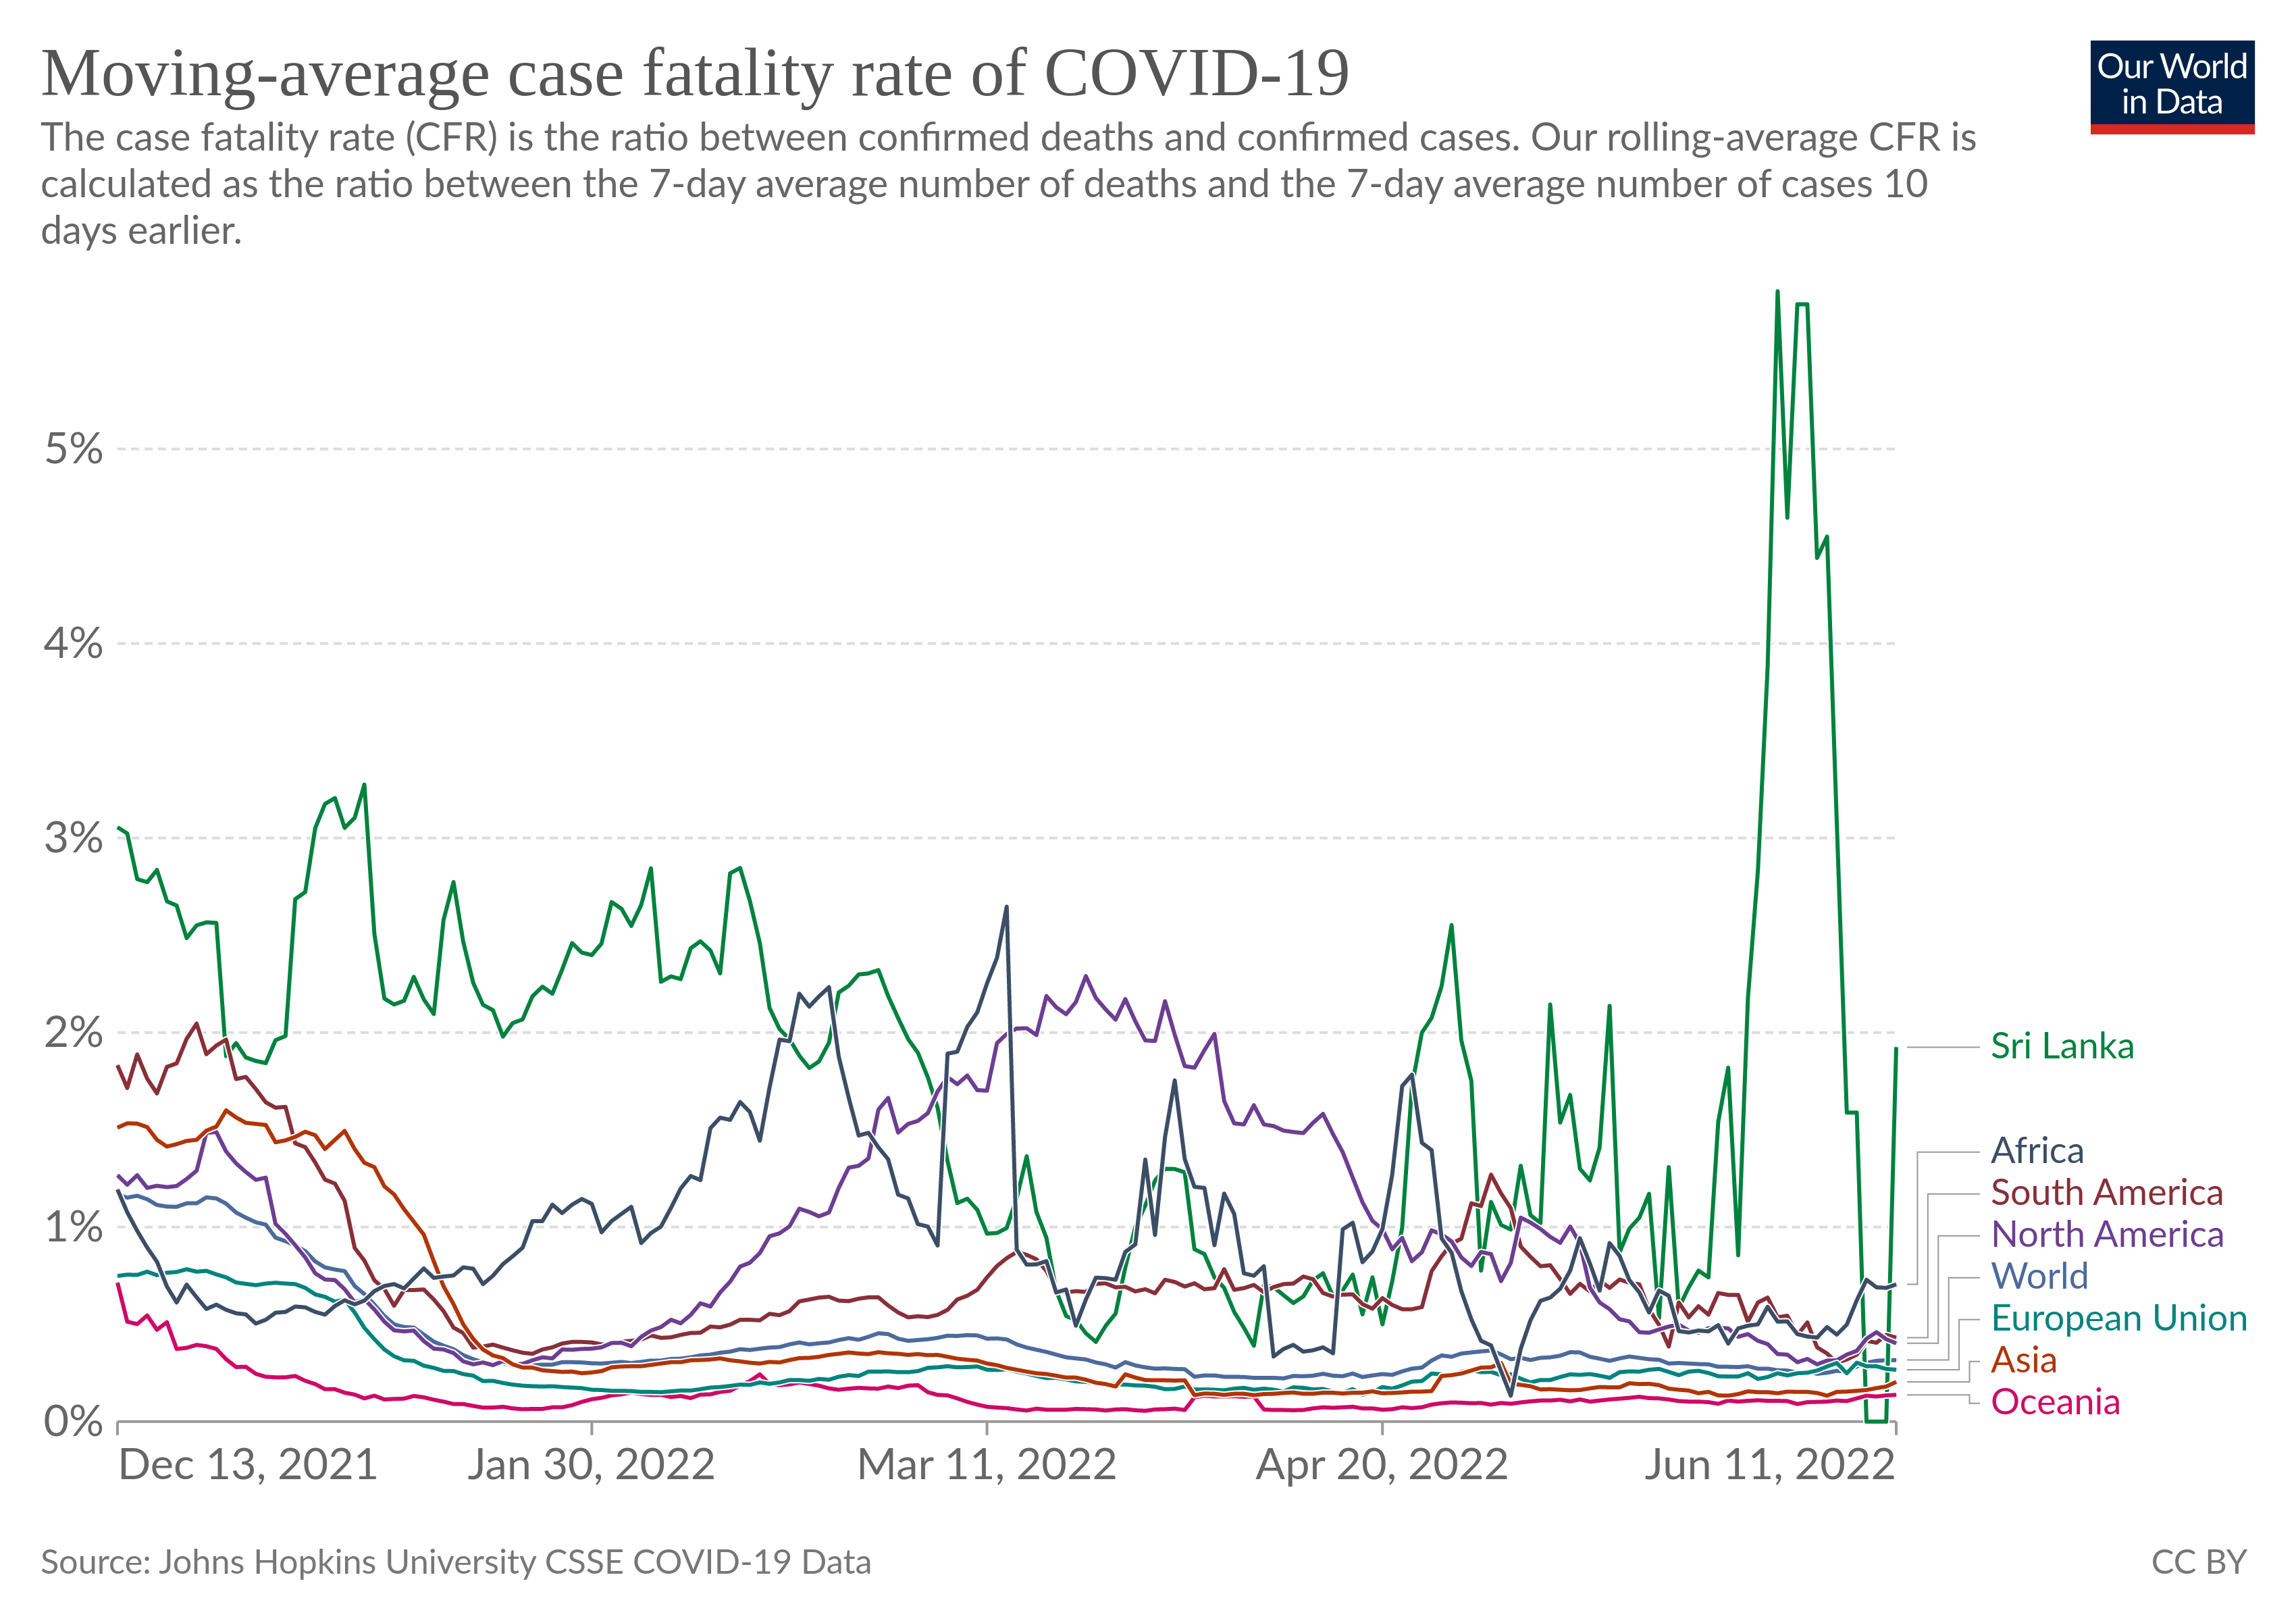 Moving-average case fatality rate of COVID-19
Our World
in Data
The case fatality rate (CFR) is the ratio between confirmed deaths and confirmed cases. Our rolling-average CFR is
calculated as the ratio between the 7-day average number of deaths and the 7-day average number of cases 10
days earlier.
5%
4%
3%
2%
1%
0%
Sri Lanka
Africa
South America
North America
World
European Union
Asia
Oceania
Dec 13, 2021
Jan 30, 2022
Mar 11, 2022
Apr 20, 2022
Jun 11, 2022
Source: Johns Hopkins University CSSE COVID-19 Data
CC BY